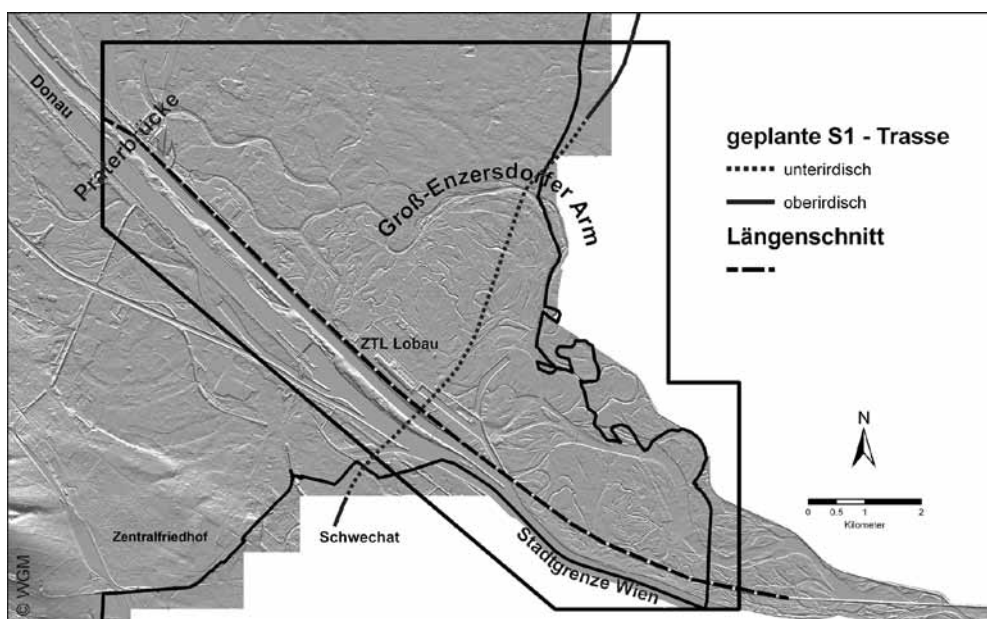 Donau
Praterbrücke
Groß-Enzersdorfer Arm
ZTL Lobau
Zentralfriedhof
Schwechat
Stadtgrenze Wien
© WGM
geplante S1 - Trasse
unterirdisch
oberirdisch
Längenschnitt
N
0 0.5 1 2
Kilometer